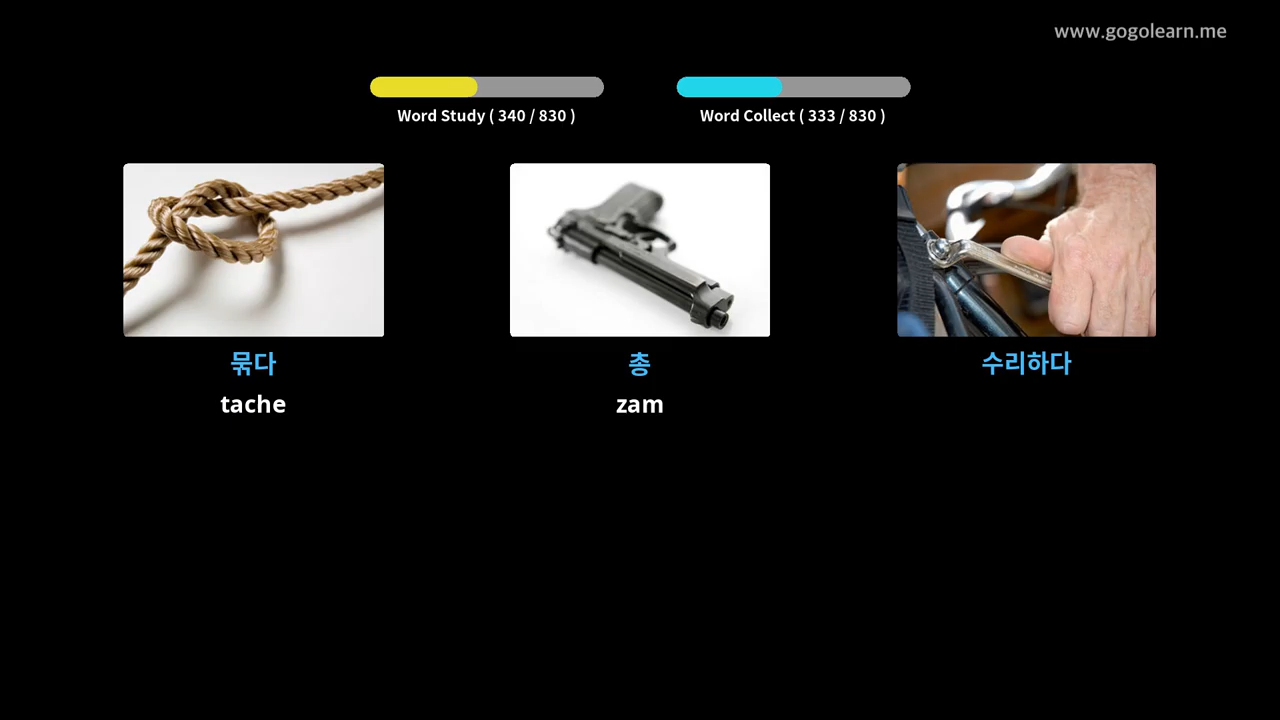 www.gogolearn.me
Word Study ( 340 / 830 )
Word Collect ( 333 / 830 )
묶다
총
수리하다
tache
zam